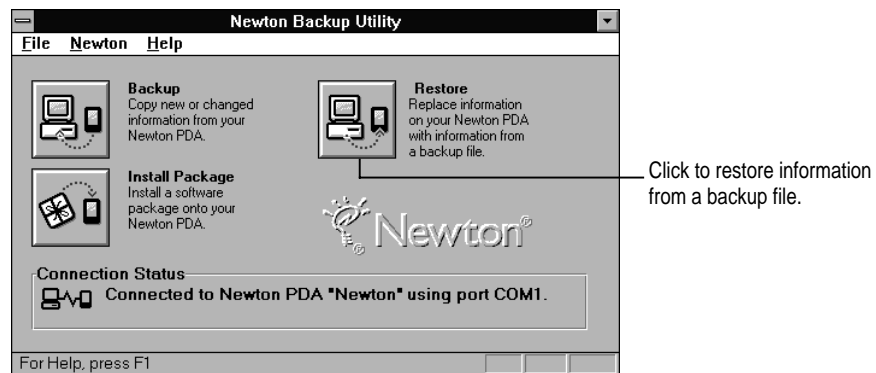 Newton Backup Utility
File Newton Help
Backup
Copy new or changed
information from your
Newton PDA.
Restore
Replace information
on your Newton PDA
with information from
a backup file.
Click to restore information
from a backup file.
Install Package
Install a software
package onto your
Newton PDA.
Newton®
Connection Status
Connected to Newton PDA "Newton" using port COM1.
For Help, press F1